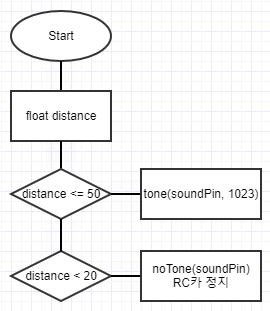 Start
float distance
distance <= 50
tone(soundPin, 1023)
distance < 20
noTone(soundPin)
RC카 정지